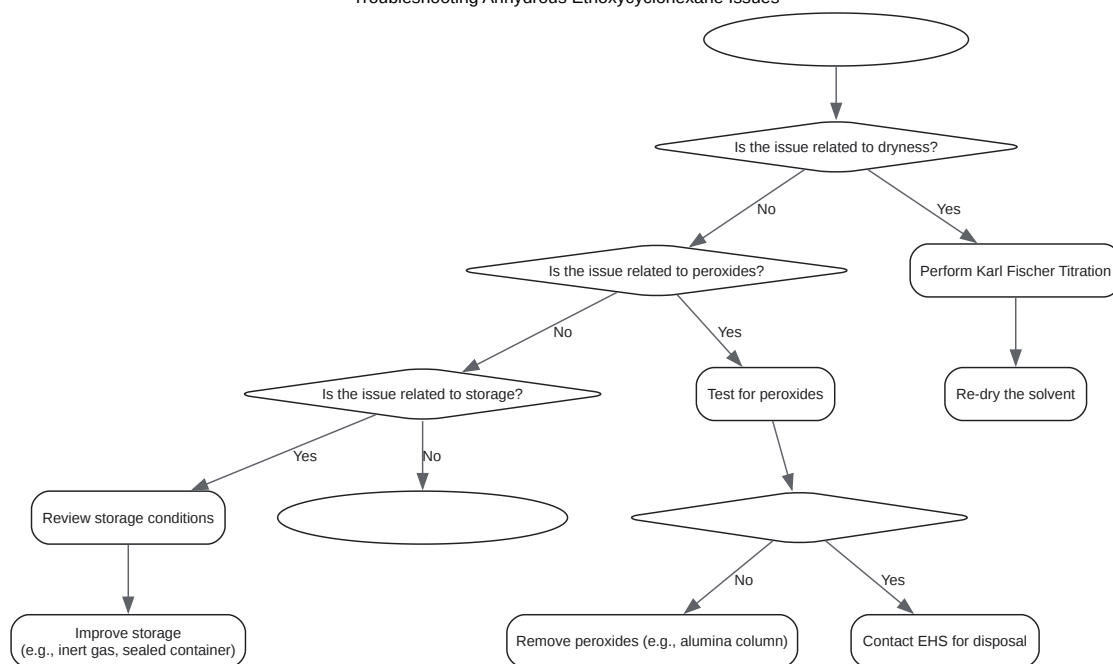 Troubleshooting Anhydrous Ethoxycyclohexane Issues
Is the issue related to dryness?
No
Yes
Is the issue related to peroxides?
Perform Karl Fischer Titration
No
Yes
Is the issue related to storage?
Test for peroxides
Re-dry the solvent
Yes
No
Review storage conditions
No
Yes
Improve storage
(e.g., inert gas, sealed container)
Remove peroxides (e.g., alumina column)
Contact EHS for disposal